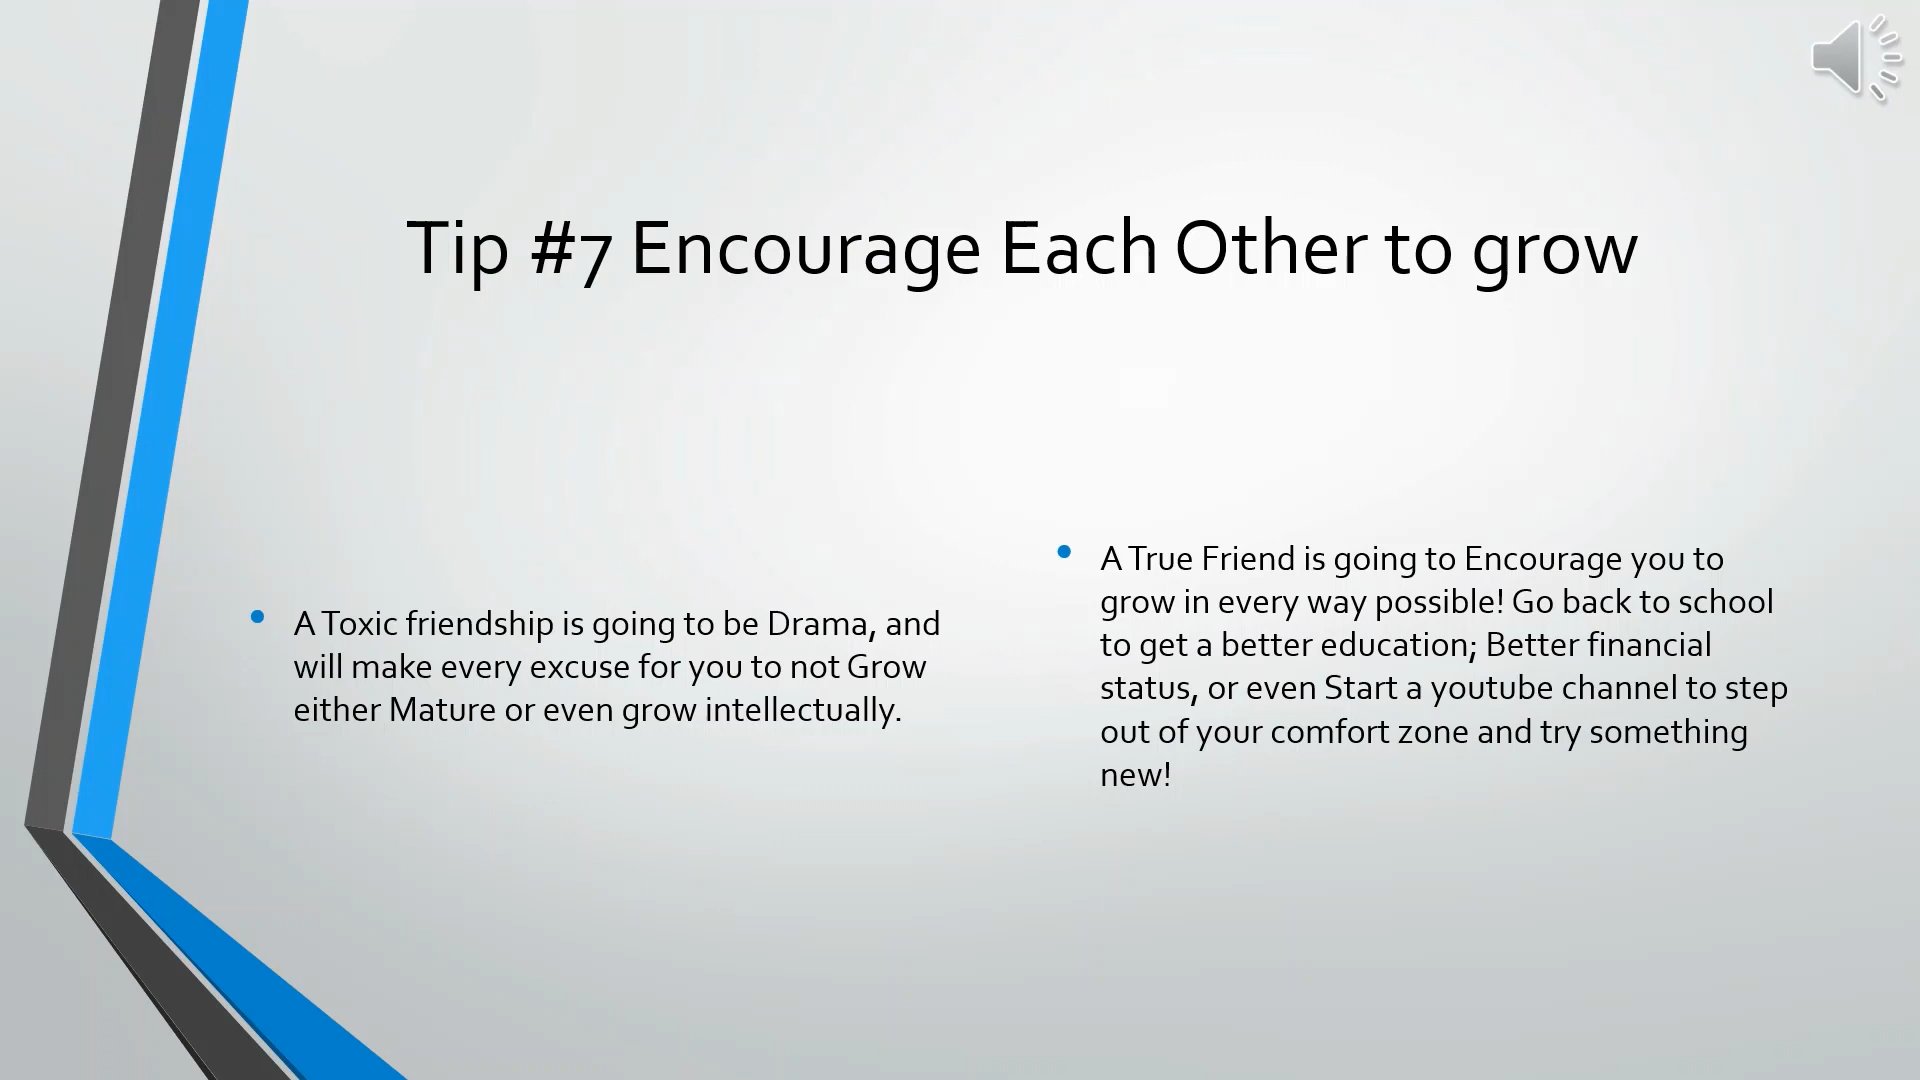 Tip #7 Encourage Each Other to grow
A Toxic friendship is going to be Drama, and
will make every excuse for you to not Grow
either Mature or even grow intellectually.
A True Friend is going to Encourage you to
grow in every way possible! Go back to school
to get a better education; Better financial
status, or even Start a youtube channel to step
out of your comfort zone and try something
new!